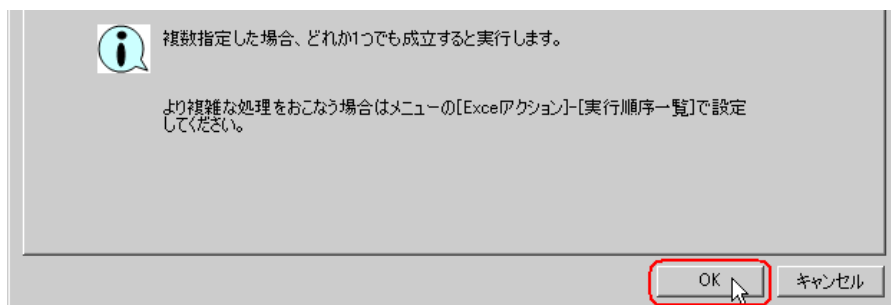 複数指定した場合、どれか1つでも成立すると実行します。
より複雑な処理をおこなう場合はメニューの[Excelアクション]-[実行順序一覧]で設定
してください。
OK
キャンセル